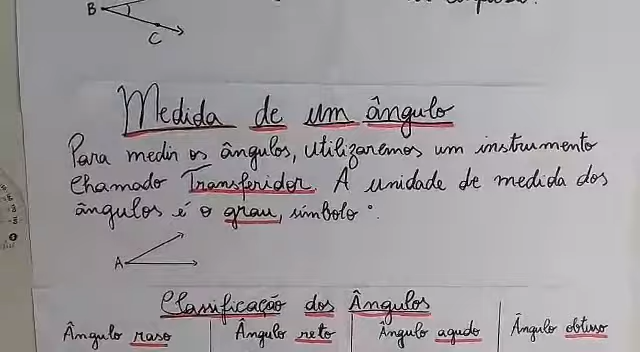 B
C
Medida de um ângulo
Para medir os ângulos, utilizaremos um instrumento
chamado Transferidor. A unidade de medida dos
ângulos é o grau, símbolo °.
A
Classificação dos Ângulos
Ângulo raso Ângulo reto Ângulo agudo Ângulo obtuso